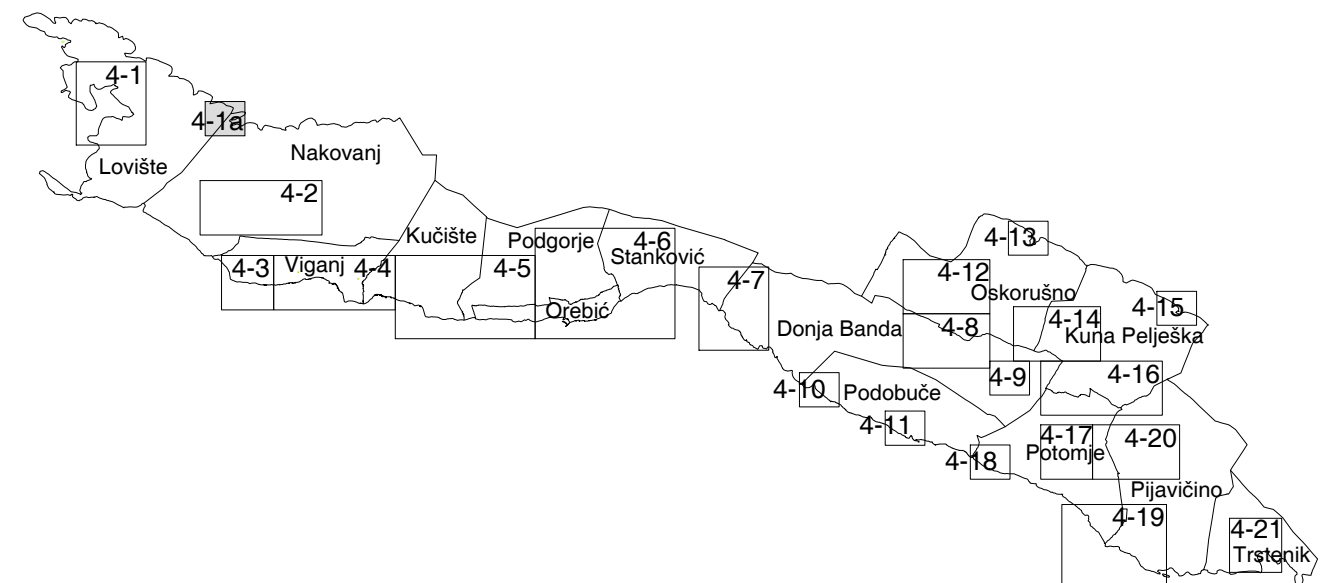 4-1
4-1a
Lovište
Nakovanj
4-2
Kučište
Podgorje
4-6
Stanković
4-3
Viganj
4-4
4-5
Orebić
4-7
4-13
4-12
Oskorušno
4-15
Donja Banda
4-8
4-14
Kuna Pelješka
4-9
4-16
4-10
Podobuče
4-11
4-17
4-20
Potomje
4-18
Pijavičino
4-19
4-21
Trstenik